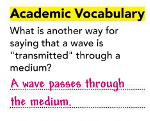 Academic Vocabulary
What is another way for
saying that a wave is
"transmitted" through a
medium?
A wave passes through
the medium.